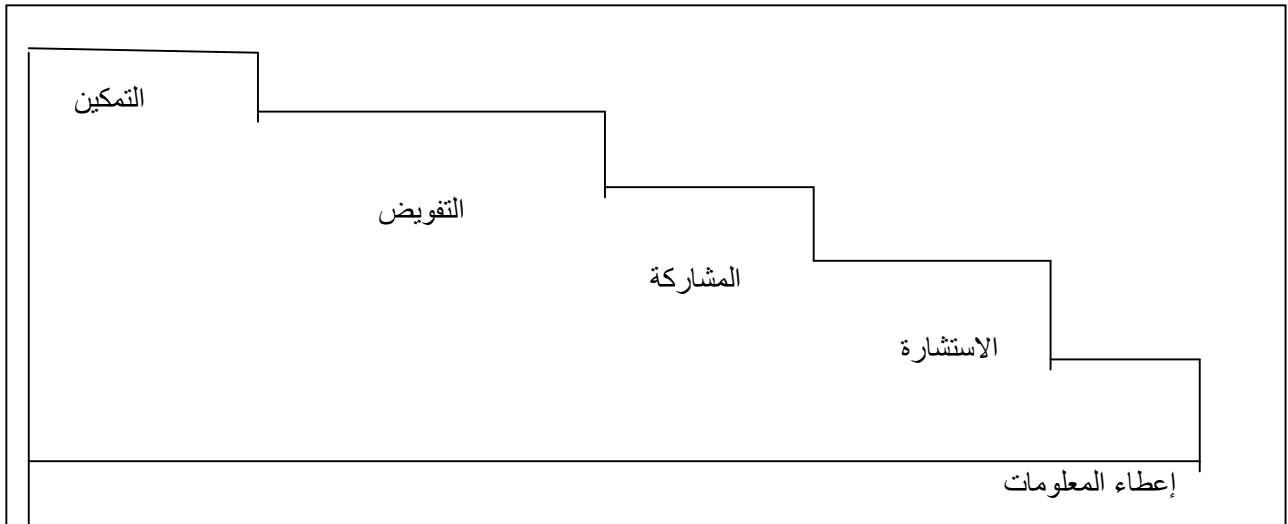 التمكين
التفويض
المشاركة
الاستشارة
إعطاء المعلومات